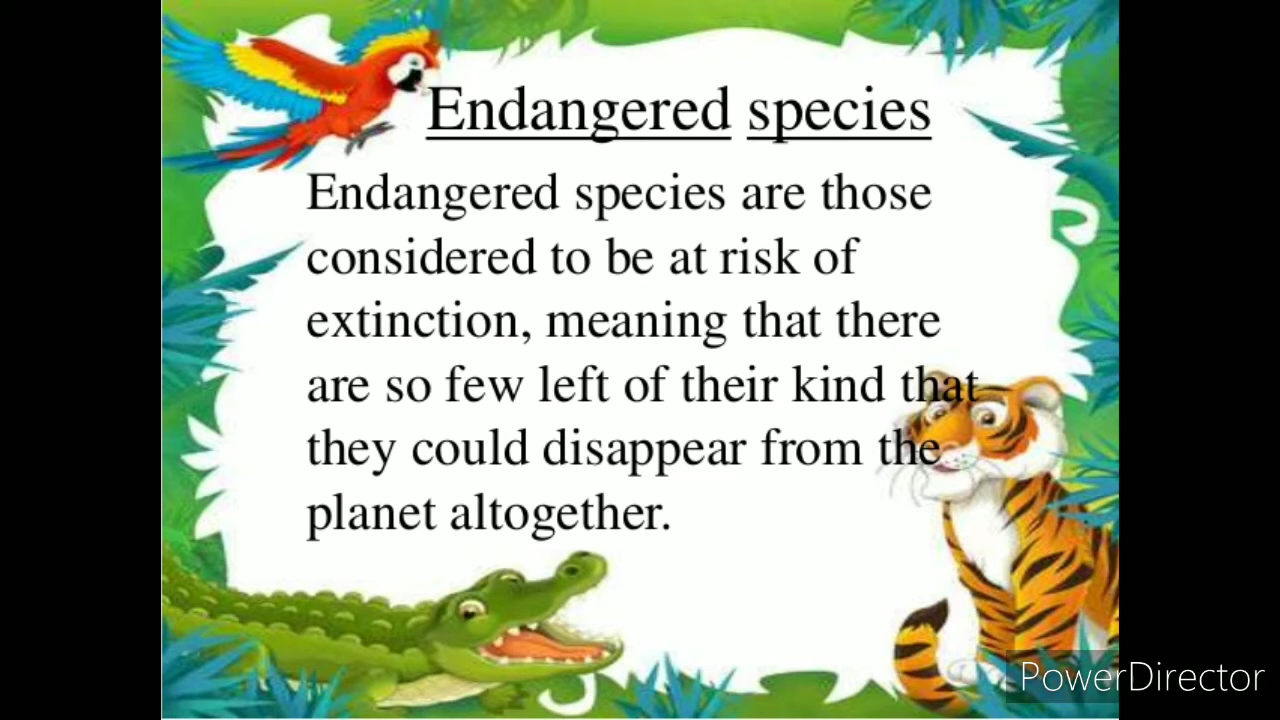 Endangered species
Endangered species are those
considered to be at risk of
extinction, meaning that there
are so few left of their kind that
they could disappear from the
planet altogether.
PowerDirector